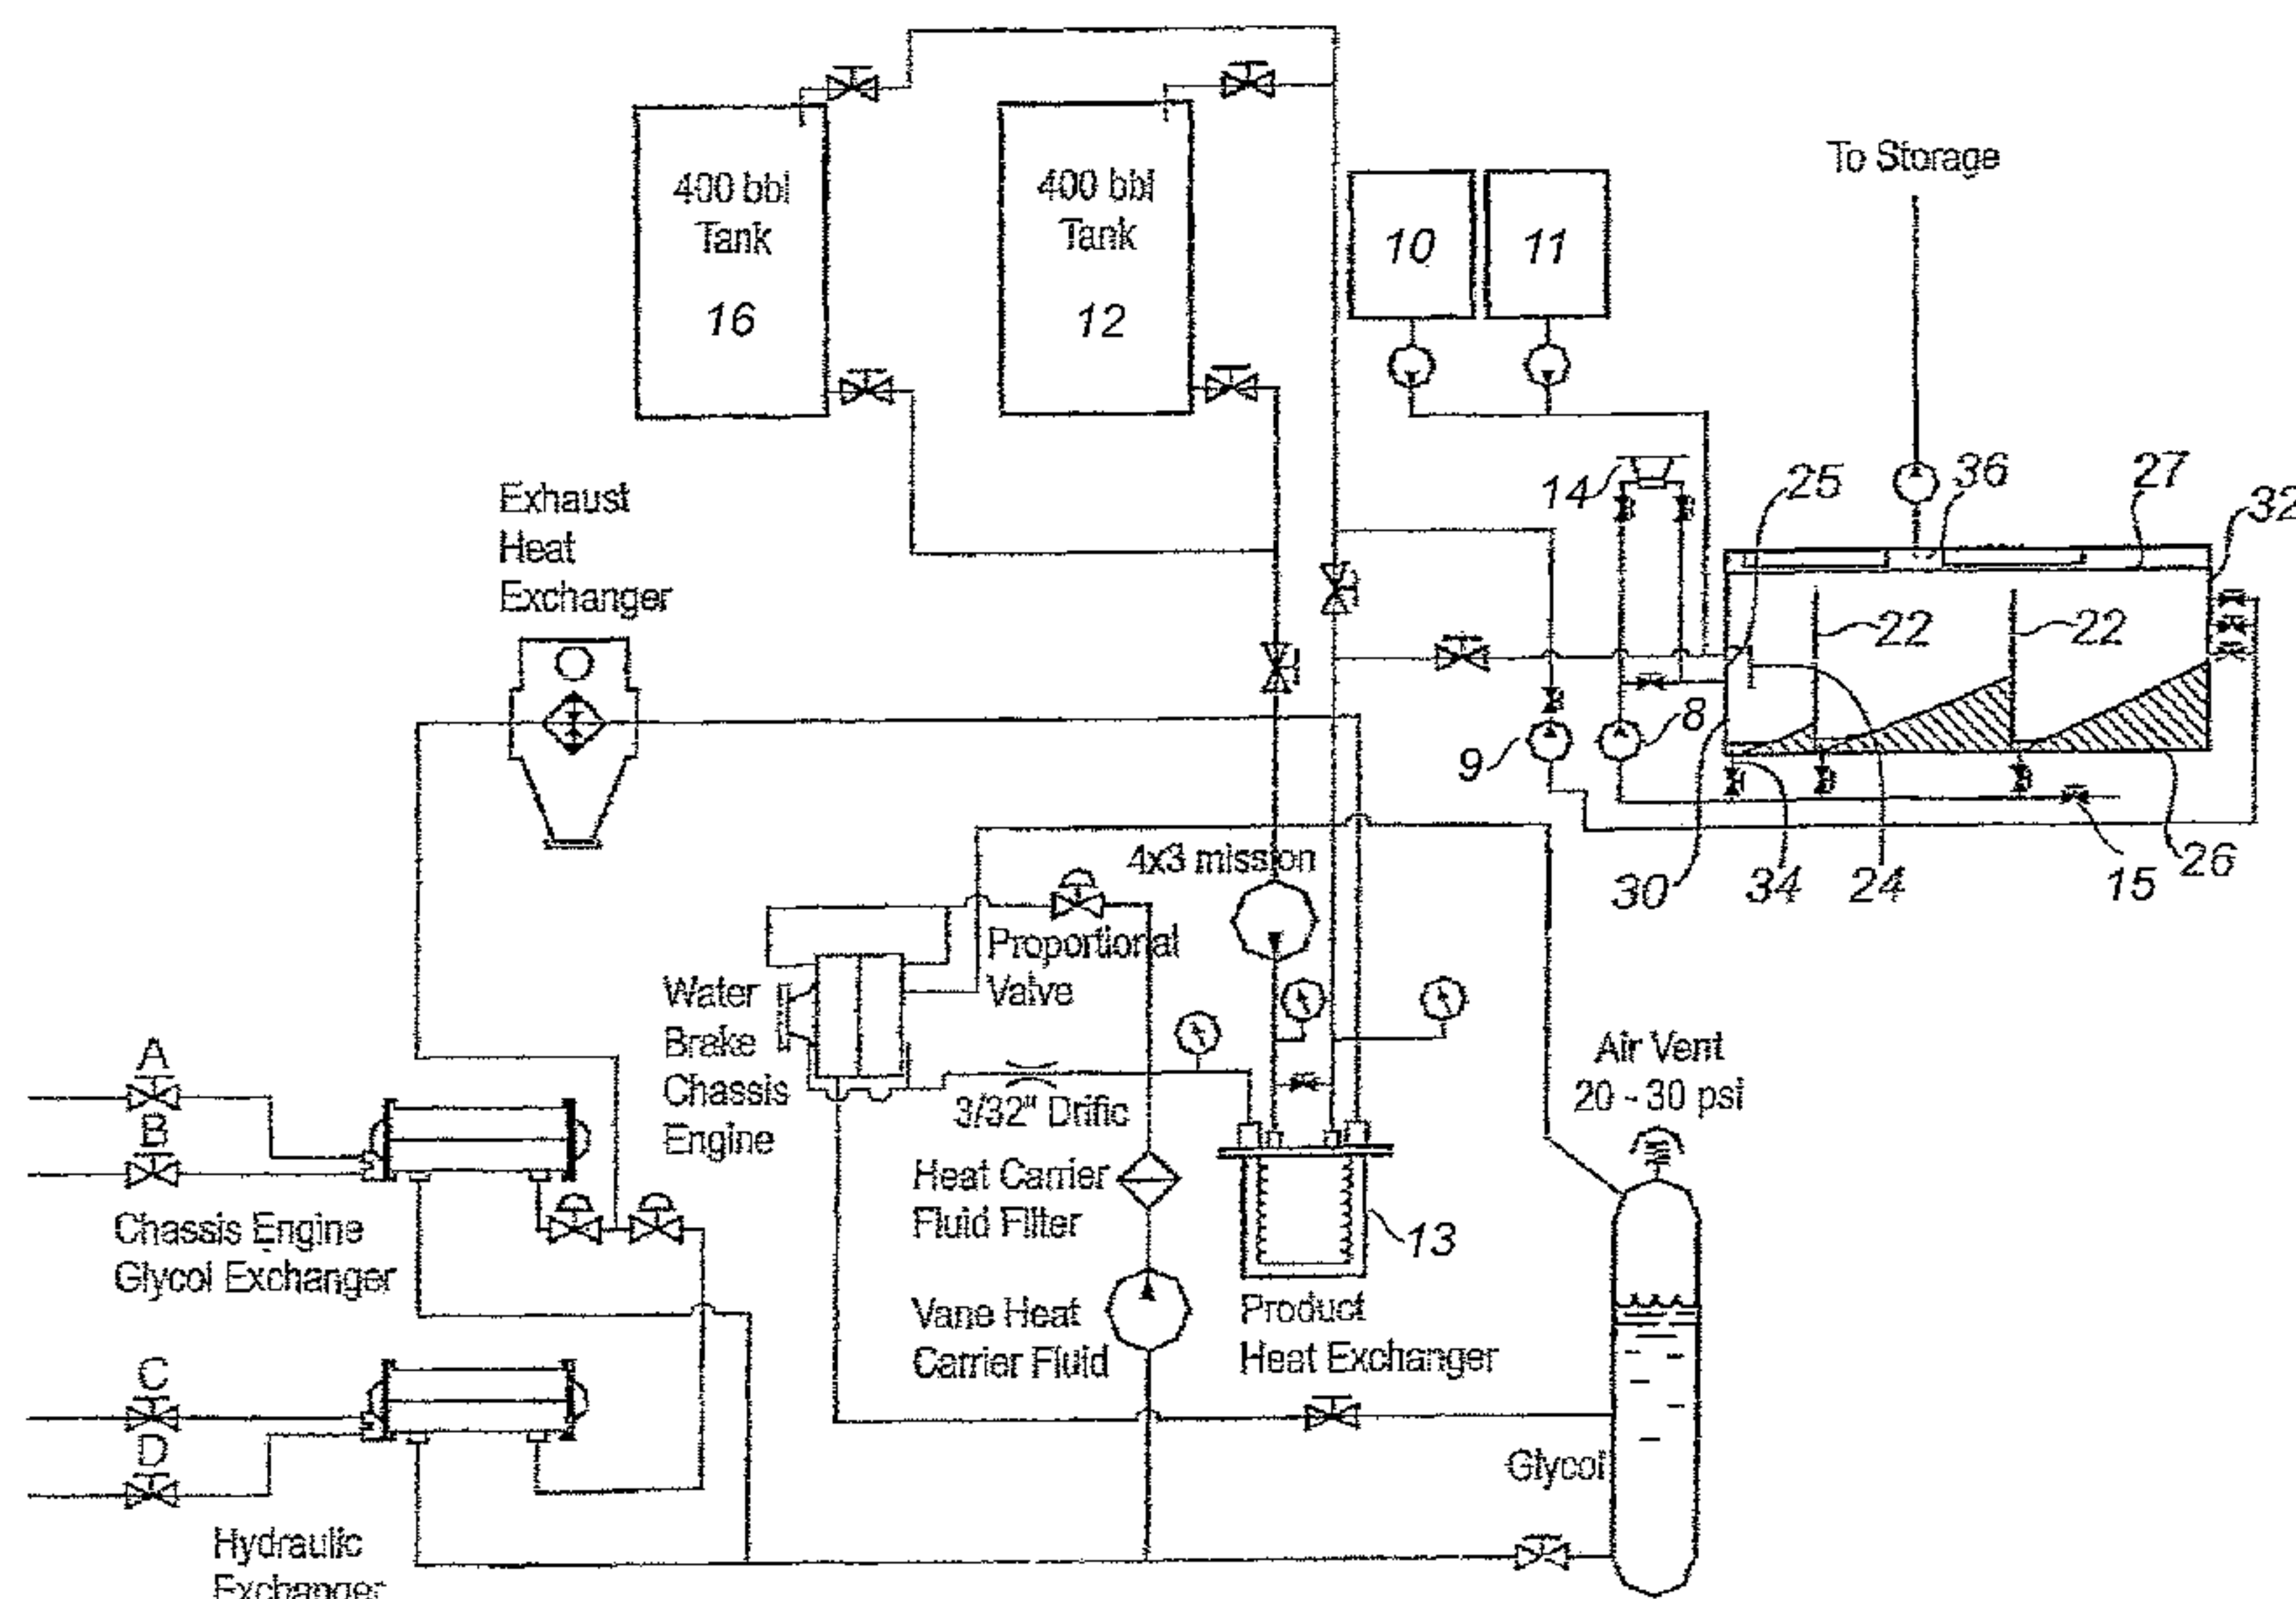 To Storage
400 bbl
Tank
16
400 bbl
Tank
12
10
11
14
25
36
27
32
22
22
Exhaust
Heat
Exchanger
9
8
30
34
24
15
26
4x3 mission
Proportional
Valve
Water
Brake
Chassis
Engine
3/32" Drific
Air Vent
20 - 30 psi
A
B
Chassis Engine
Glycol Exchanger
Heat Carrier
Fluid Filter
13
Vane Heat
Carrier Fluid
Product
Heat Exchanger
C
D
Glycol
Hydraulic
Exchanger